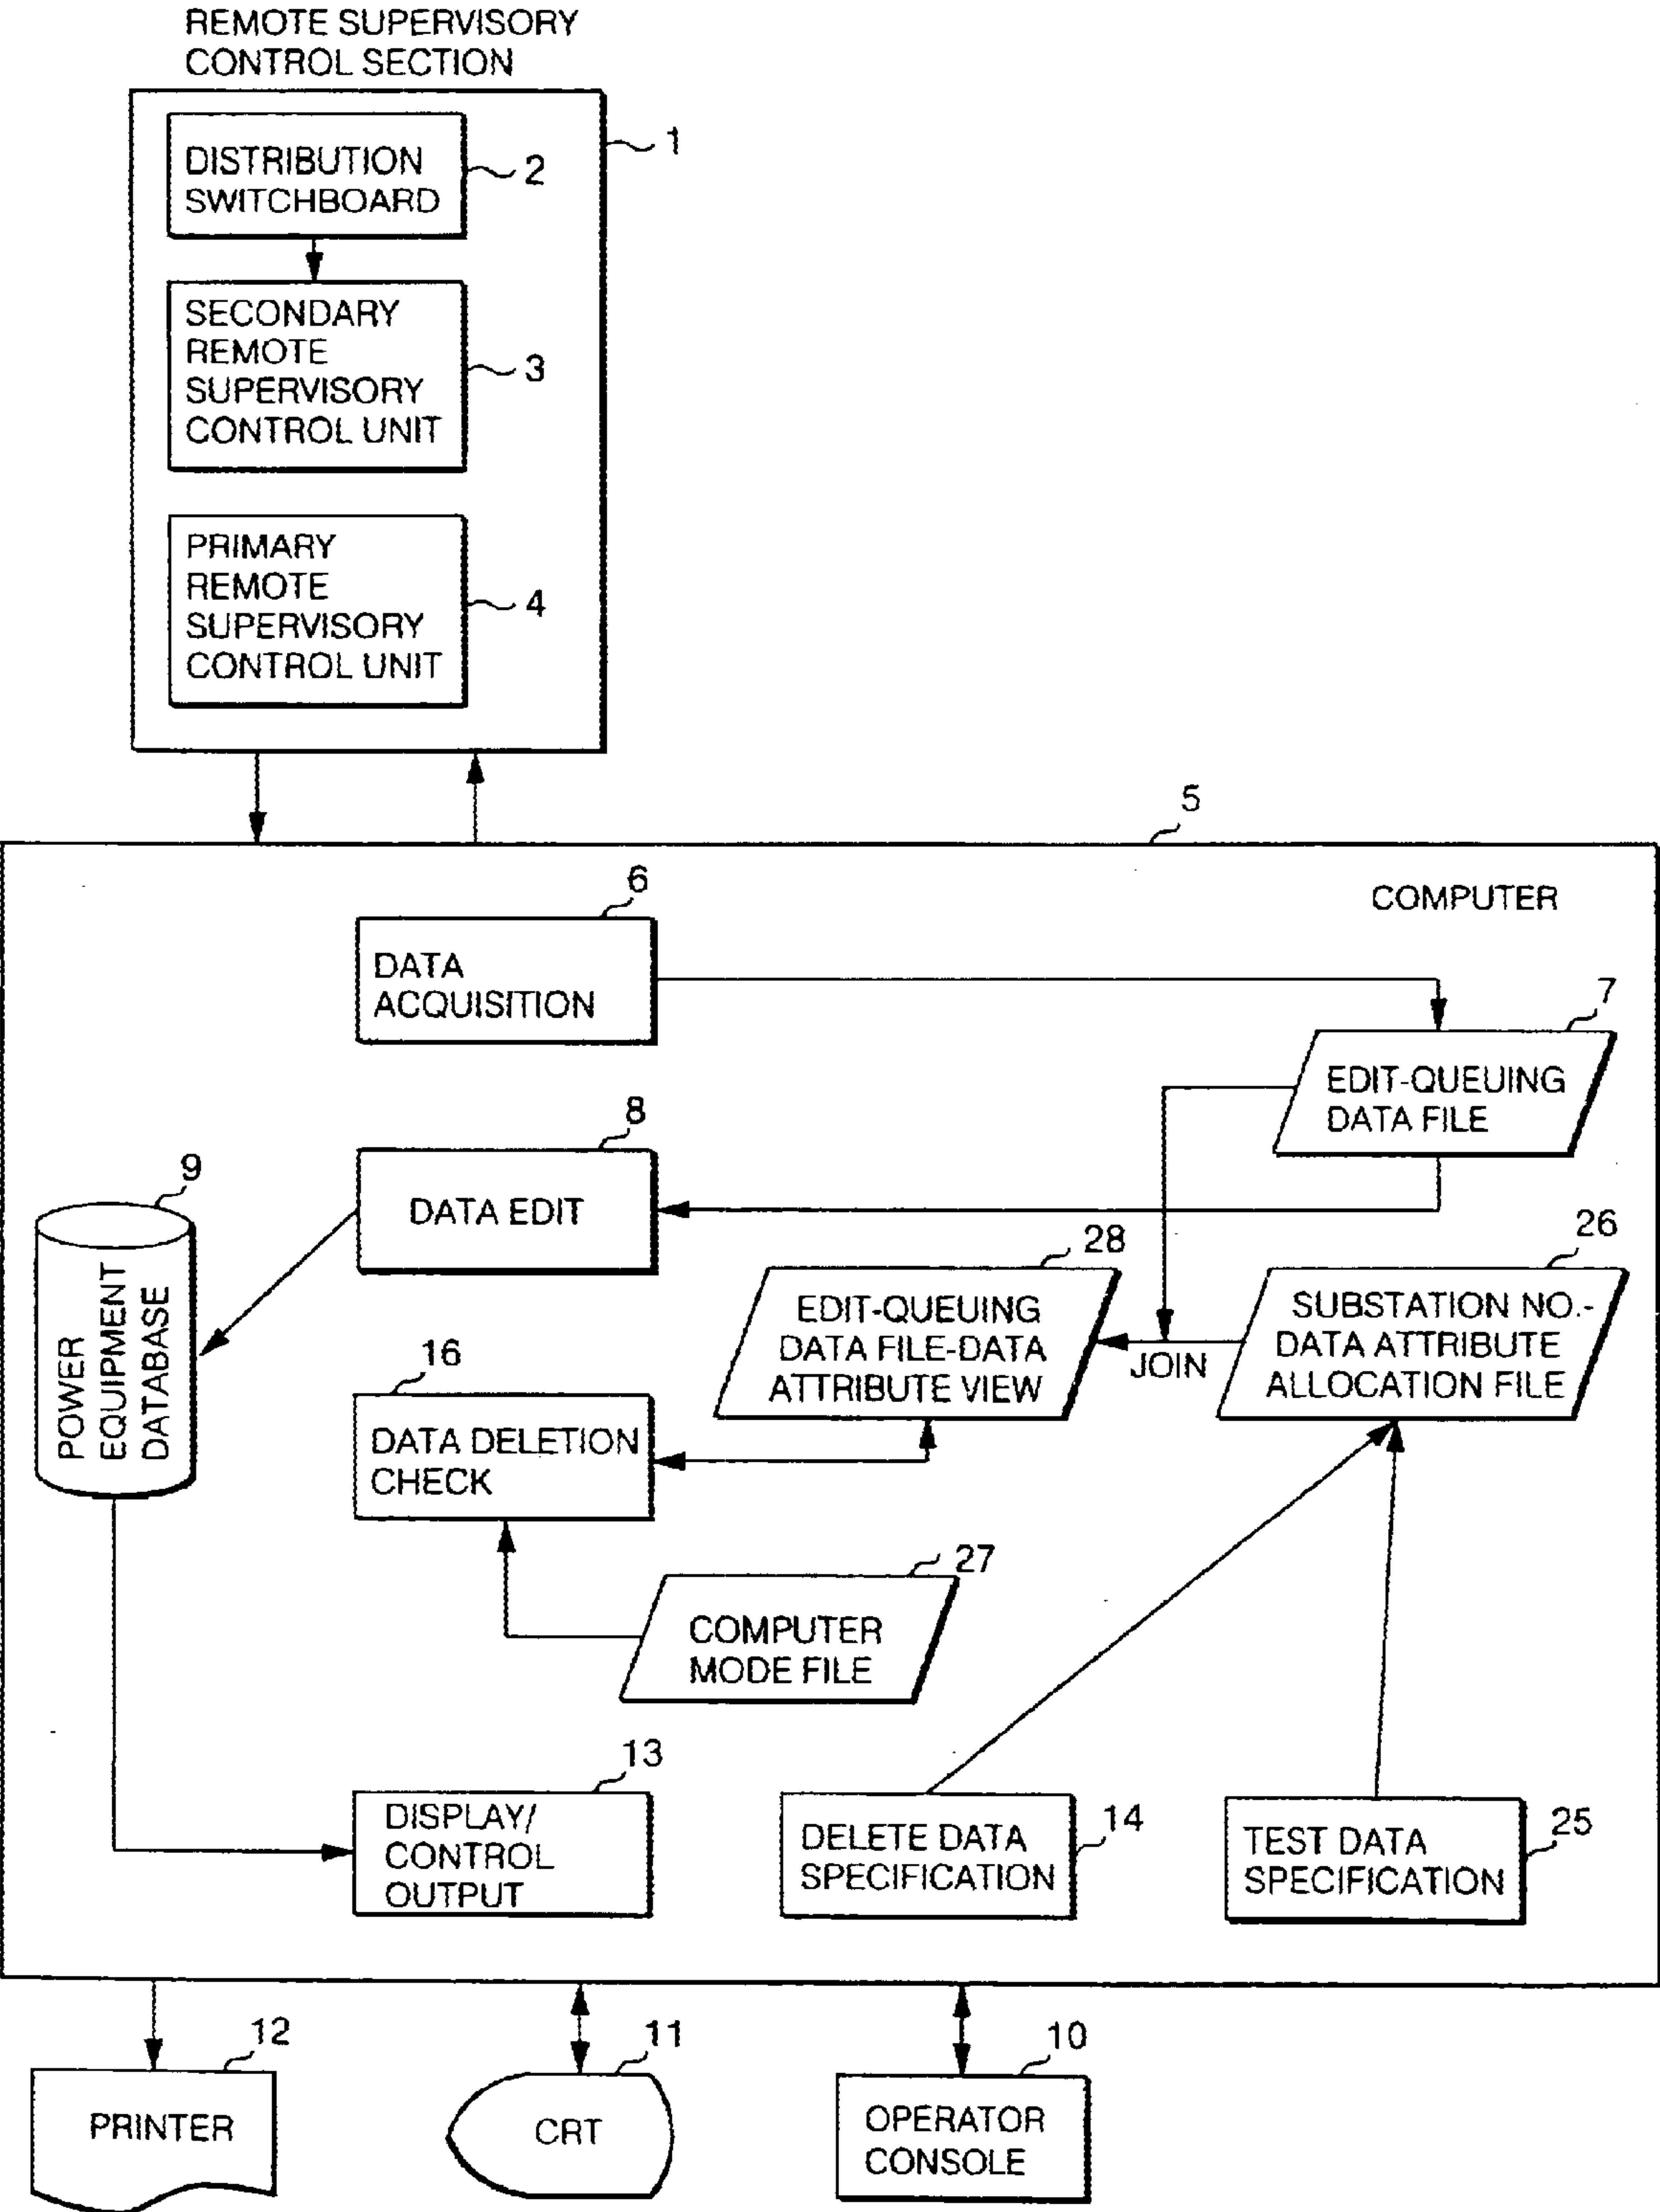 REMOTE SUPERVISORY
CONTROL SECTION
1
DISTRIBUTION
SWITCHBOARD
2
SECONDARY
REMOTE
SUPERVISORY
CONTROL UNIT
3
PRIMARY
REMOTE
SUPERVISORY
CONTROL UNIT
4
5
COMPUTER
6
DATA
ACQUISITION
7
EDIT-QUEUING
DATA FILE
8
DATA EDIT
9
POWER
EQUIPMENT
DATABASE
28
EDIT-QUEUING
DATA FILE-DATA
ATTRIBUTE VIEW
JOIN
26
SUBSTATION NO.-
DATA ATTRIBUTE
ALLOCATION FILE
16
DATA DELETION
CHECK
27
COMPUTER
MODE FILE
13
DISPLAY/
CONTROL
OUTPUT
DELETE DATA
SPECIFICATION
14
TEST DATA
SPECIFICATION
25
12
PRINTER
11
CRT
10
OPERATOR
CONSOLE